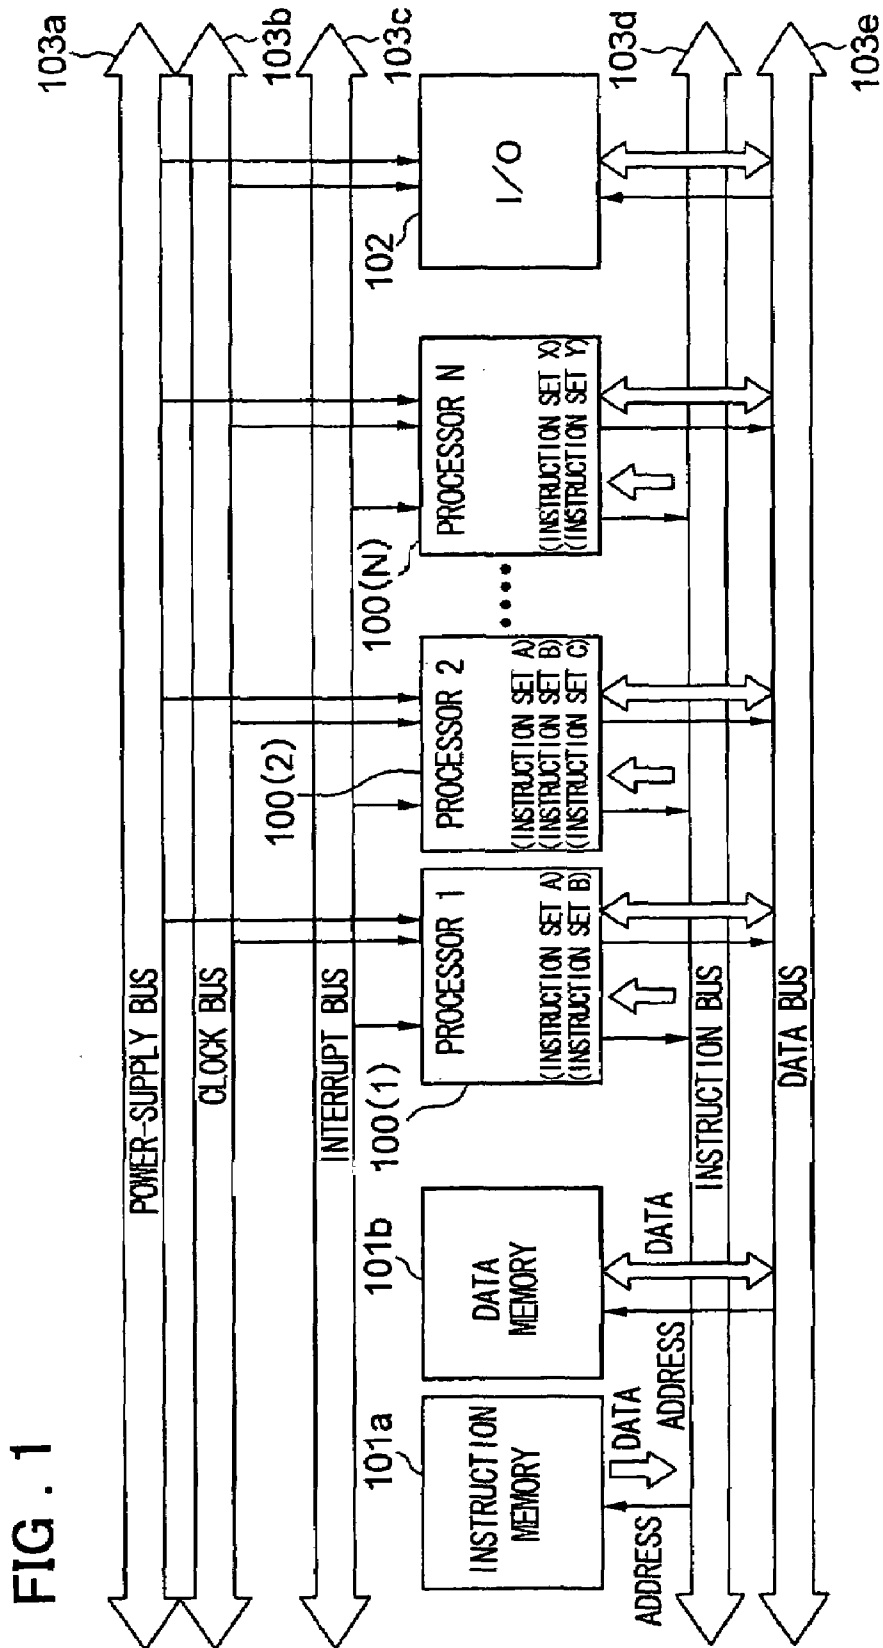 FIG. 1
103a
103b
103c
103d
103e
POWER-SUPPLY BUS
CLOCK BUS
INTERRUPT BUS
101a
INSTRUCTION
MEMORY
101b
DATA
MEMORY
100(1)
PROCESSOR 1
(INSTRUCTION SET A)
(INSTRUCTION SET B)
100(2)
PROCESSOR 2
(INSTRUCTION SET A)
(INSTRUCTION SET B)
(INSTRUCTION SET C)
100(N)
PROCESSOR N
(INSTRUCTION SET X)
(INSTRUCTION SET Y)
102
I/O
ADDRESS
DATA
ADDRESS
DATA
INSTRUCTION BUS
DATA BUS